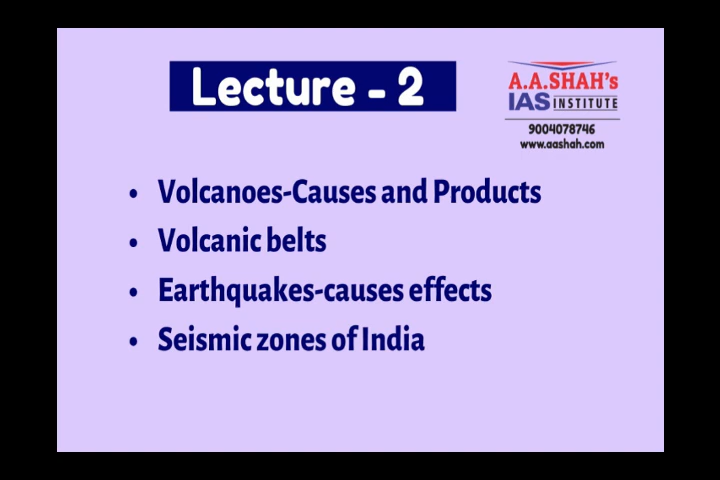 Lecture - 2
A.A.SHAH's
IAS INSTITUTE
9004078746
www.aashah.com
• Volcanoes-Causes and Products
• Volcanic belts
• Earthquakes-causes effects
• Seismic zones of India